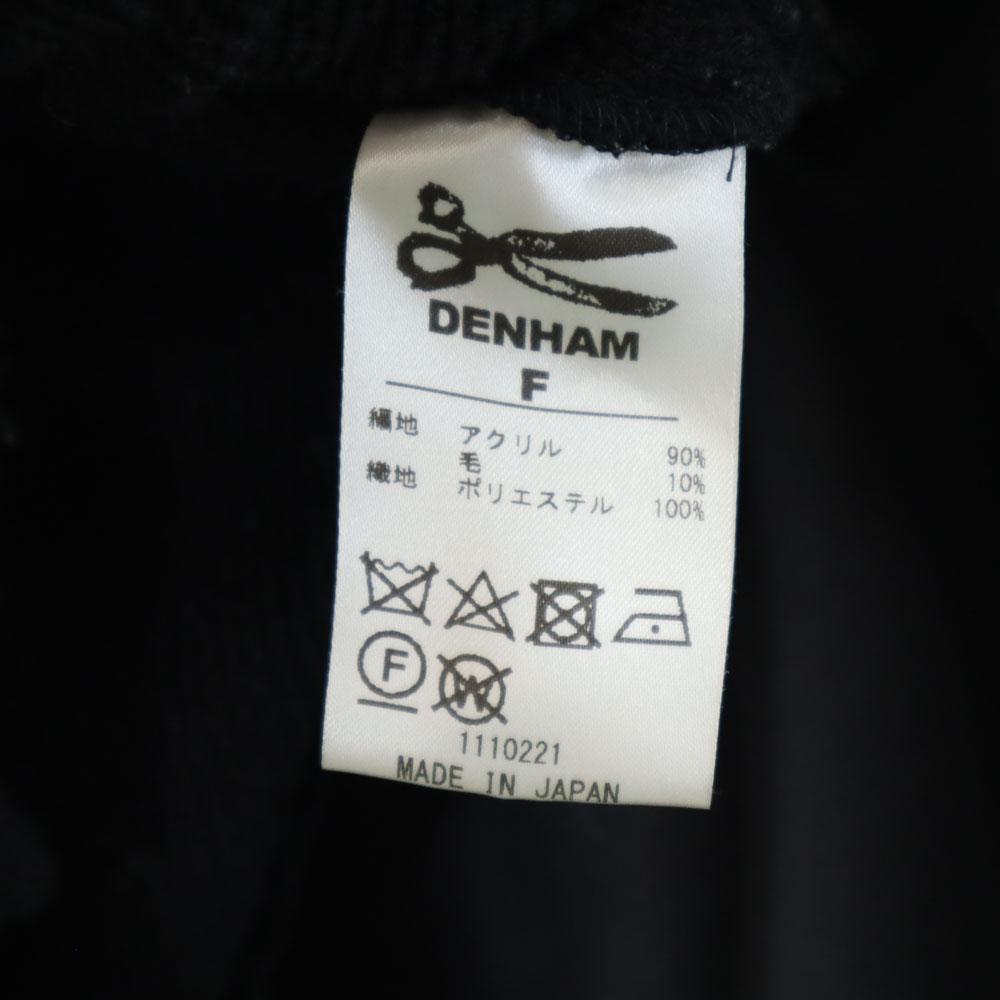 DENHAM
F
編地 アクリル 90%
毛 10%
織地 ポリエステル 100%
F
W
1110221
MADE IN JAPAN